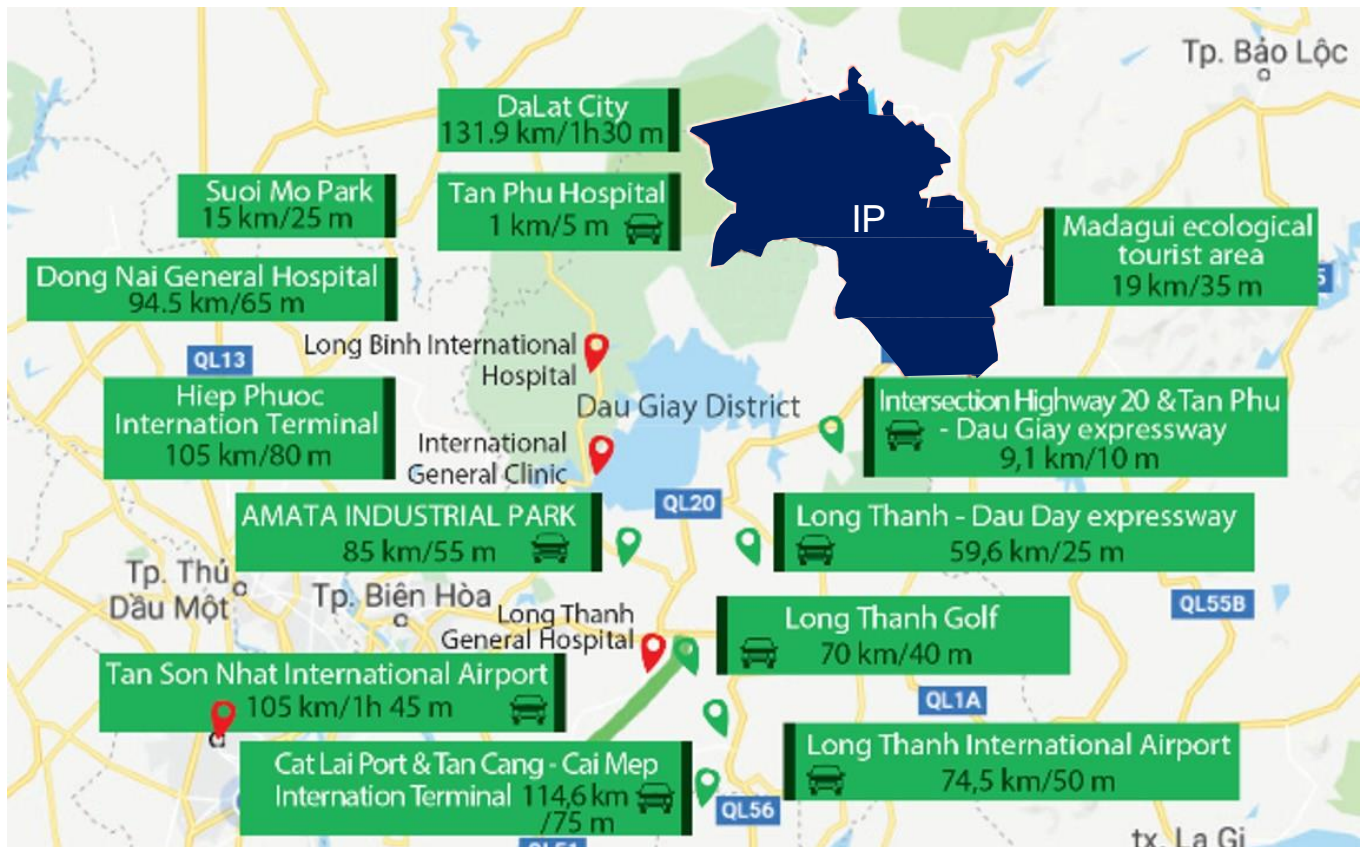 Tp. Bảo Lộc
DaLat City
131.9 km/1h30 m
Suoi Mo Park
15 km/25 m
Tan Phu Hospital
1 km/5 m
IP
Madagui ecological
tourist area
19 km/35 m
5
Dong Nai General Hospital
94.5 km/65 m
QL13
Long Binh International
Hospital
Hiep Phuoc
Internation Terminal
105 km/80 m
Dau Giay District
Intersection Highway 20 & Tan Phu
- Dau Giay expressway
9,1 km/10 m
International
General Clinic
QL20
AMATA INDUSTRIAL PARK
85 km/55 m
Long Thanh - Dau Day expressway
59,6 km/25 m
Tp. Thủ
Dầu Một
Tp. Biên Hòa
Long Thanh
General Hospital
QL55B
Long Thanh Golf
70 km/40 m
Tan Son Nhat International Airport
105 km/1h 45 m
QL1A
Cat Lai Port & Tan Cang - Cai Mep
Internation Terminal 114,6 km
/75 m
Long Thanh International Airport
74,5 km/50 m
QL56
QL51
tx. La Gi